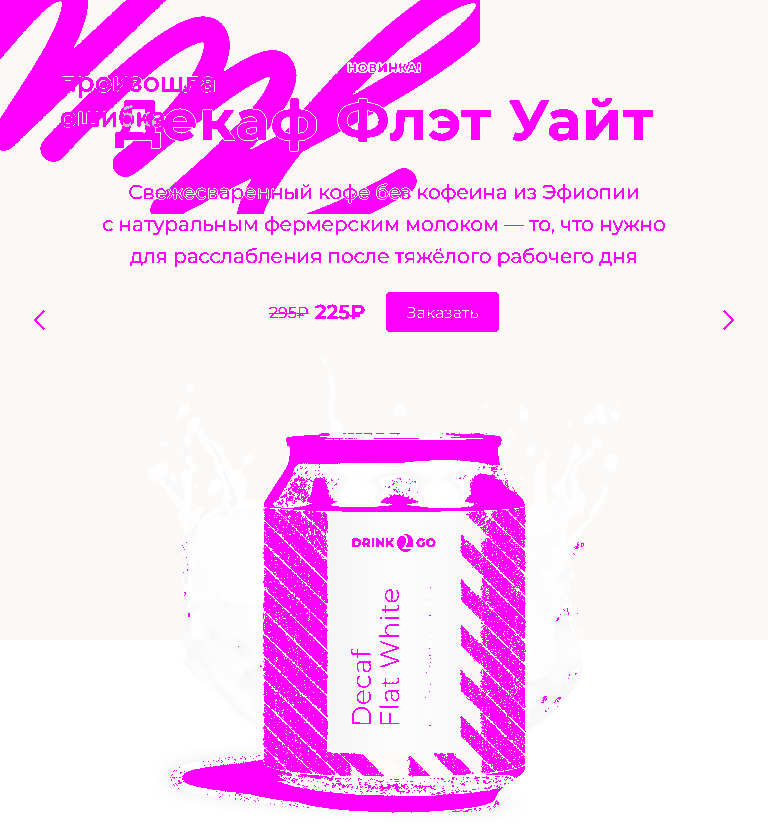 НОВИНКА!
произошла
ошибка
Декаф Флэт Уайт
Свежесваренный кофе без кофеина из Эфиопии
с натуральным фермерским молоком — то, что нужно
для расслабления после тяжёлого рабочего дня
295₽ 225₽ Заказать
DRINK 2 GO
Decaf
Flat White